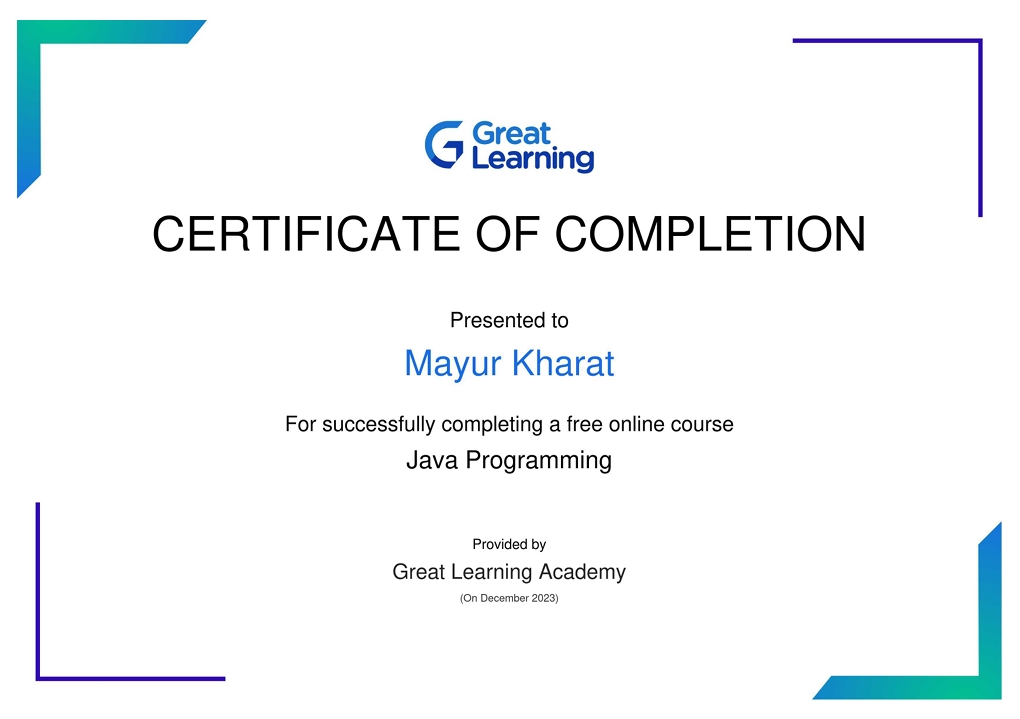 Great
Learning
CERTIFICATE OF COMPLETION
Presented to
Mayur Kharat
For successfully completing a free online course
Java Programming
Provided by
Great Learning Academy
(On December 2023)